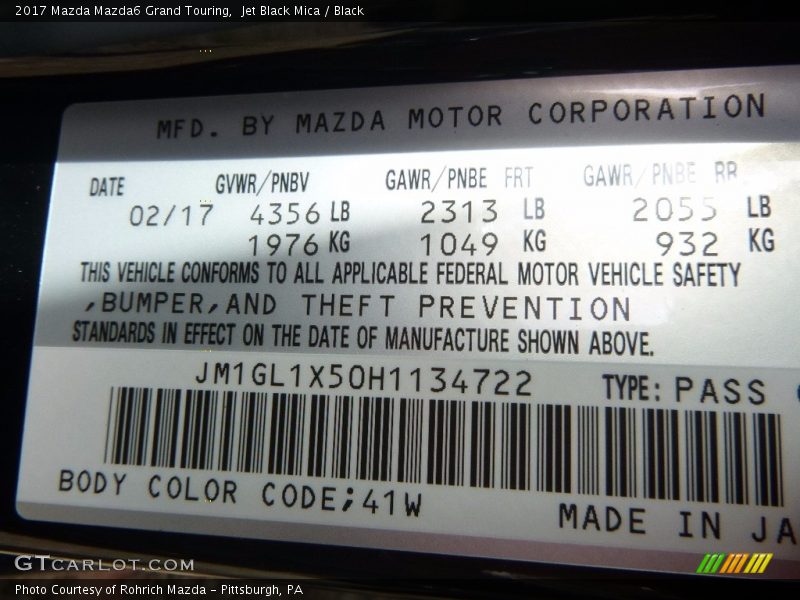 2017 Mazda Mazda6 Grand Touring, Jet Black Mica / Black
MFD. BY MAZDA MOTOR CORPORATION
DATE GVWR/PNBV GAWR/PNBE FRT GAWR/PNBE RR
02/17 4356 LB 2313 LB 2055 LB
1976 KG 1049 KG 932 KG
THIS VEHICLE CONFORMS TO ALL APPLICABLE FEDERAL MOTOR VEHICLE SAFETY
,BUMPER,AND THEFT PREVENTION
STANDARDS IN EFFECT ON THE DATE OF MANUFACTURE SHOWN ABOVE.
JM1GL1X50H1134722 TYPE: PASS
BODY COLOR CODE;41W
MADE IN JA
GTcarlot.com
Photo Courtesy of Rohrich Mazda - Pittsburgh, PA